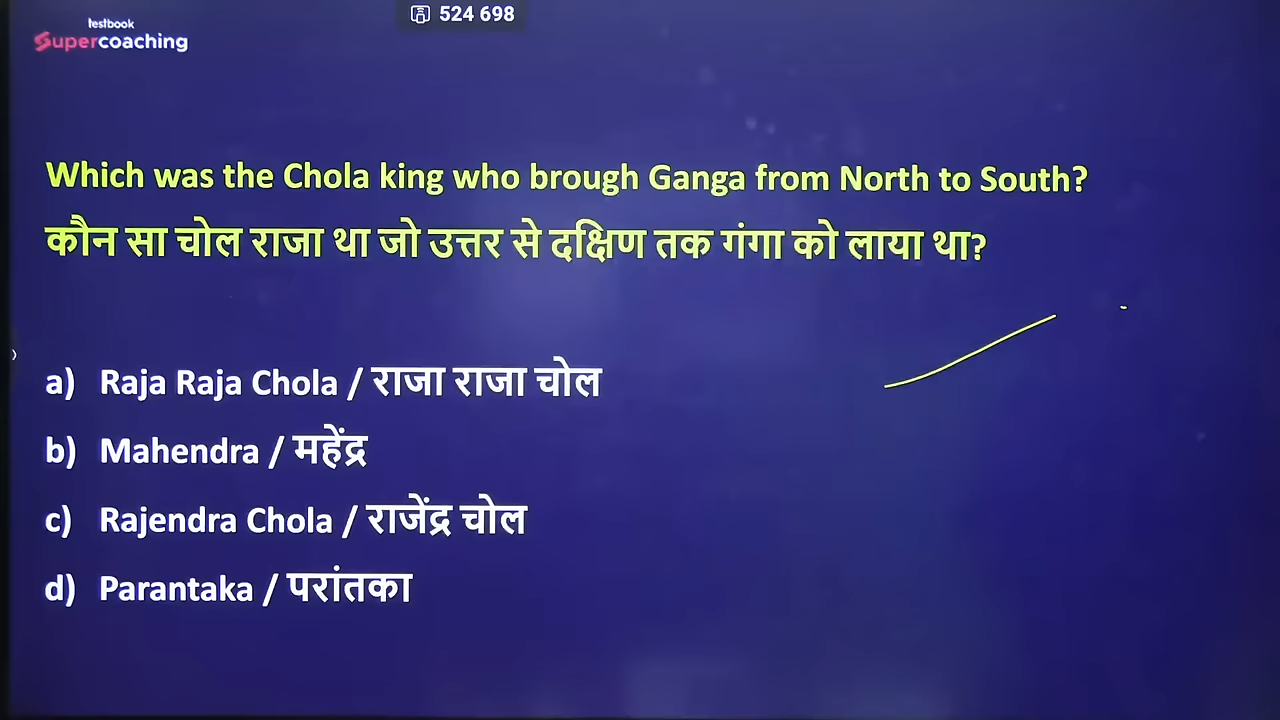 testbook
Supercoaching
524 698
Which was the Chola king who brough Ganga from North to South?
कौन सा चोल राजा था जो उत्तर से दक्षिण तक गंगा को लाया था?
a) Raja Raja Chola / राजा राजा चोल
b) Mahendra / महेंद्र
c) Rajendra Chola / राजेंद्र चोल
d) Parantaka / परांतका